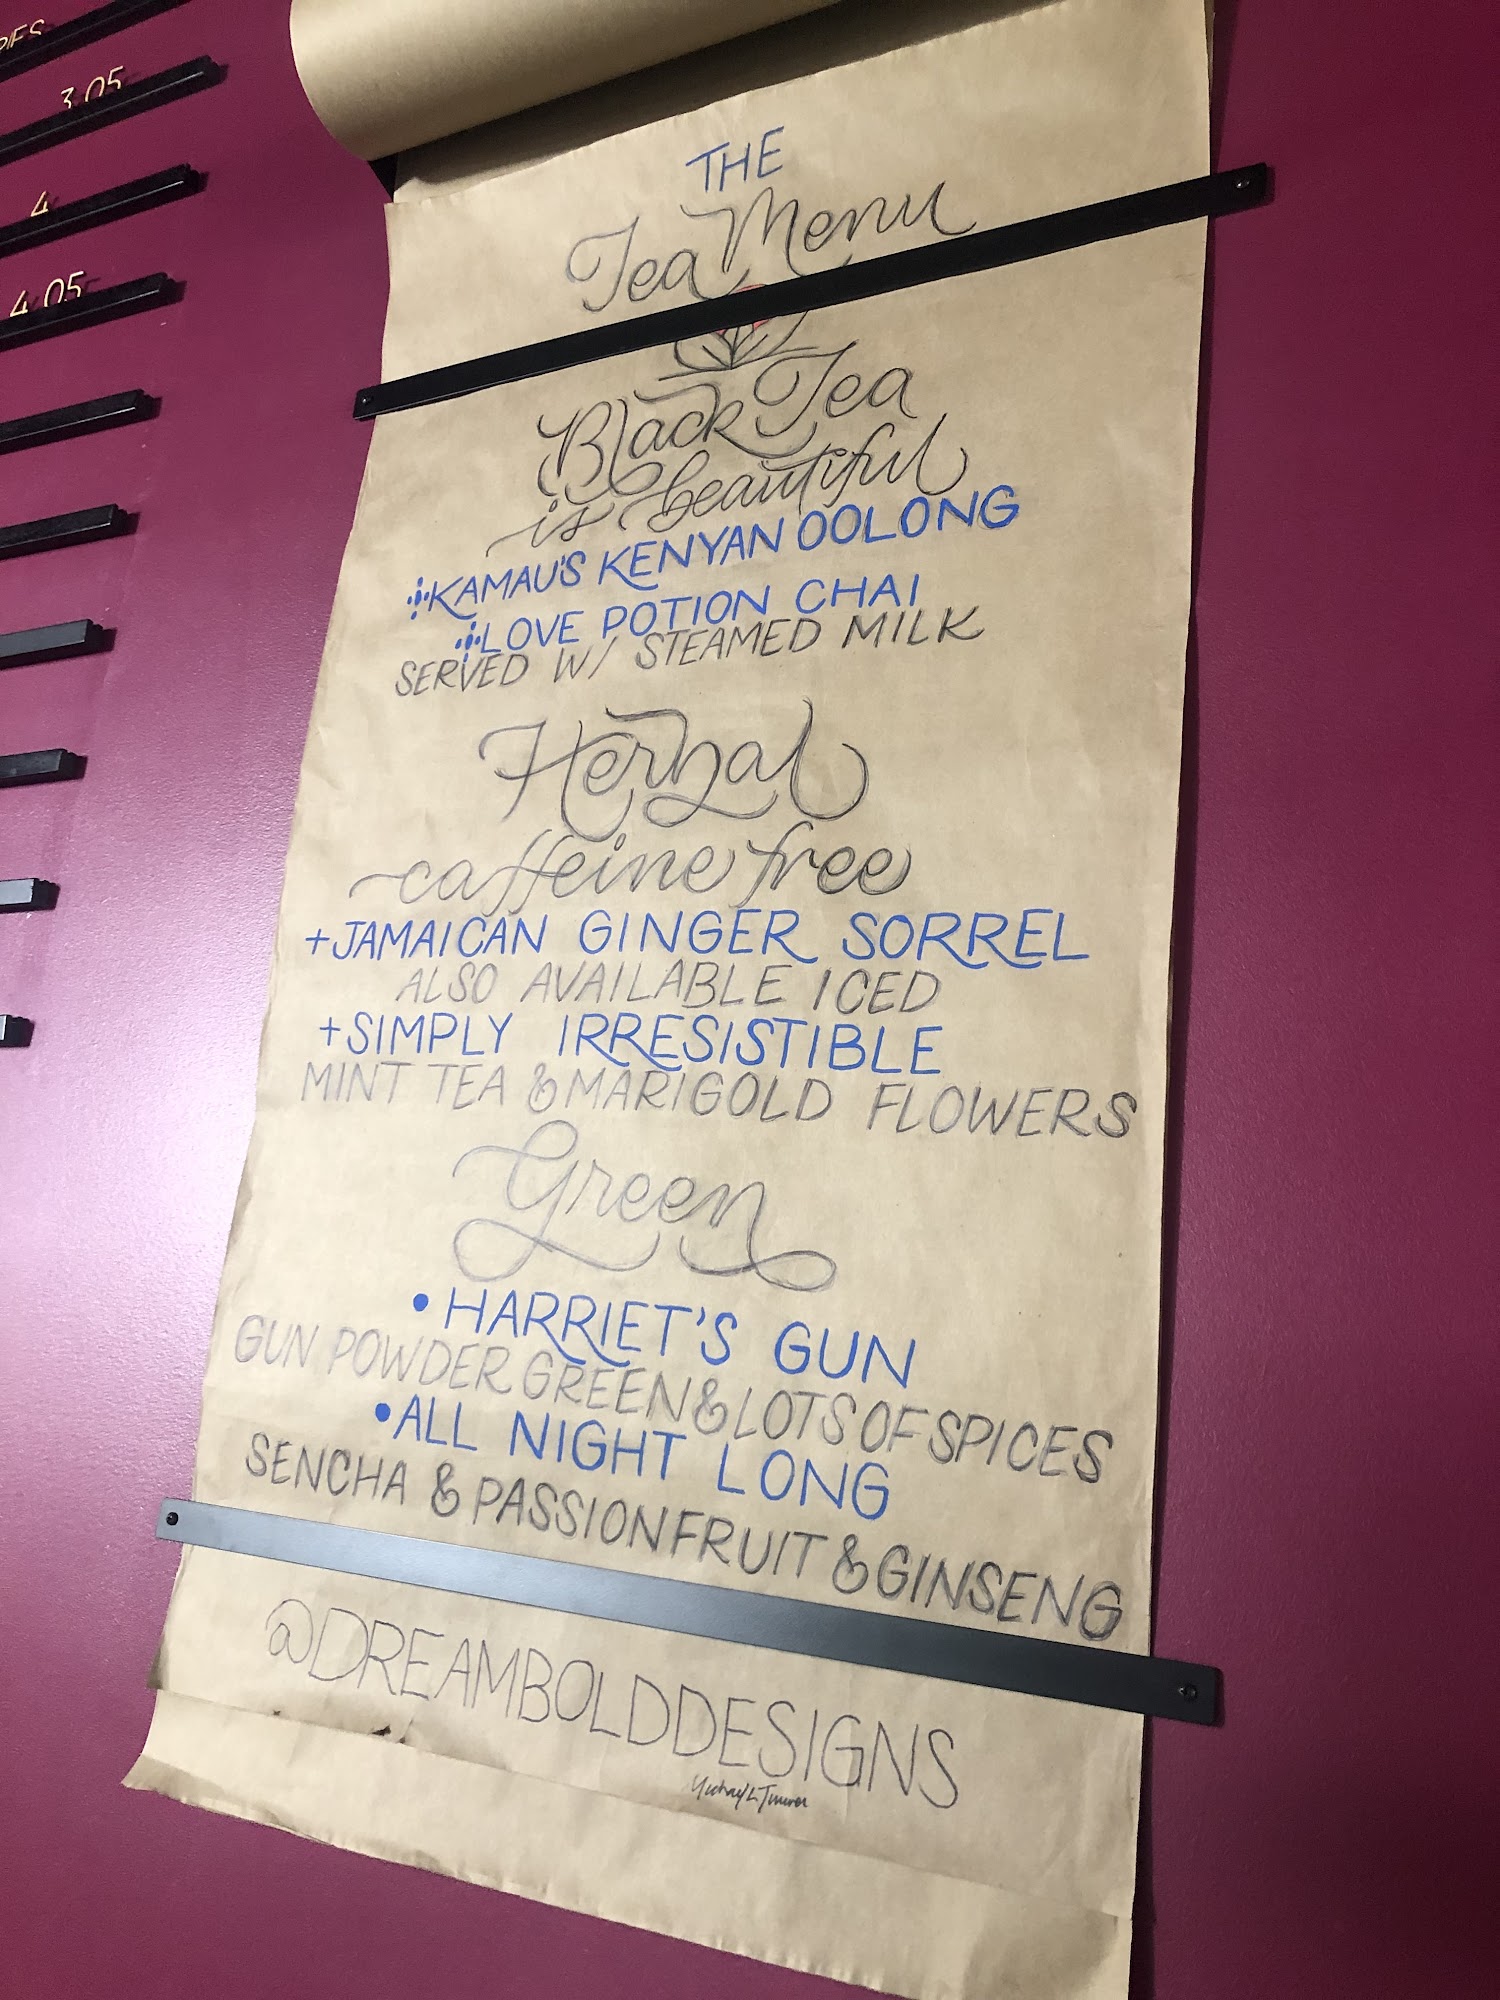 3.05
4
4.05
THE
Tea Menu
Black Tea
is beautiful
KAMAU'S KENYAN OOLONG
LOVE POTION CHAI
SERVED W/ STEAMED MILK
Herbal
caffeine free
+JAMAICAN GINGER SORREL
ALSO AVAILABLE ICED
+SIMPLY IRRESISTIBLE
MINT TEA & MARIGOLD FLOWERS
Green
• HARRIET'S GUN
GUN POWDER GREEN & LOTS OF SPICES
• ALL NIGHT LONG
SENCHA & PASSIONFRUIT & GINSENG
@DREAMBOLDDESIGNS